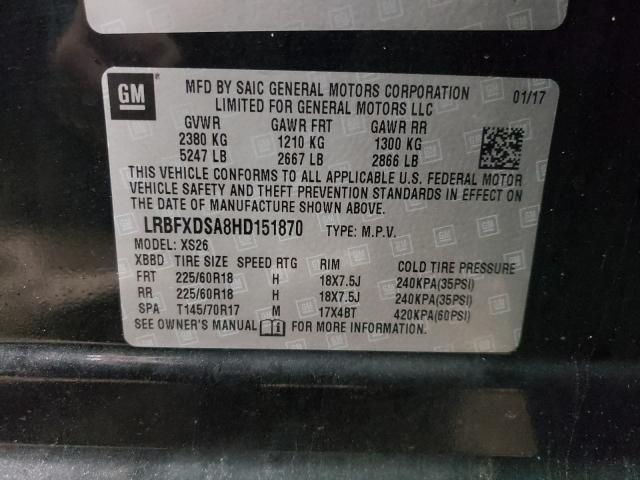 GM
MFD BY SAIC GENERAL MOTORS CORPORATION
LIMITED FOR GENERAL MOTORS LLC
01/17
GVWR GAWR FRT GAWR RR
2380 KG 1210 KG 1300 KG
5247 LB 2667 LB 2866 LB
THIS VEHICLE CONFORMS TO ALL APPLICABLE U.S. FEDERAL MOTOR
VEHICLE SAFETY AND THEFT PREVENTION STANDARDS IN EFFECT ON
THE DATE OF MANUFACTURE SHOWN ABOVE.
LRBFXDSA8HD151870 TYPE: M.P.V.
MODEL: XS26
XBBD TIRE SIZE SPEED RTG RIM COLD TIRE PRESSURE
FRT 225/60R18 H 18X7.5J 240KPA(35PSI)
RR 225/60R18 H 18X7.5J 240KPA(35PSI)
SPA T145/70R17 M 17X4BT 420KPA(60PSI)
SEE OWNER'S MANUAL FOR MORE INFORMATION.